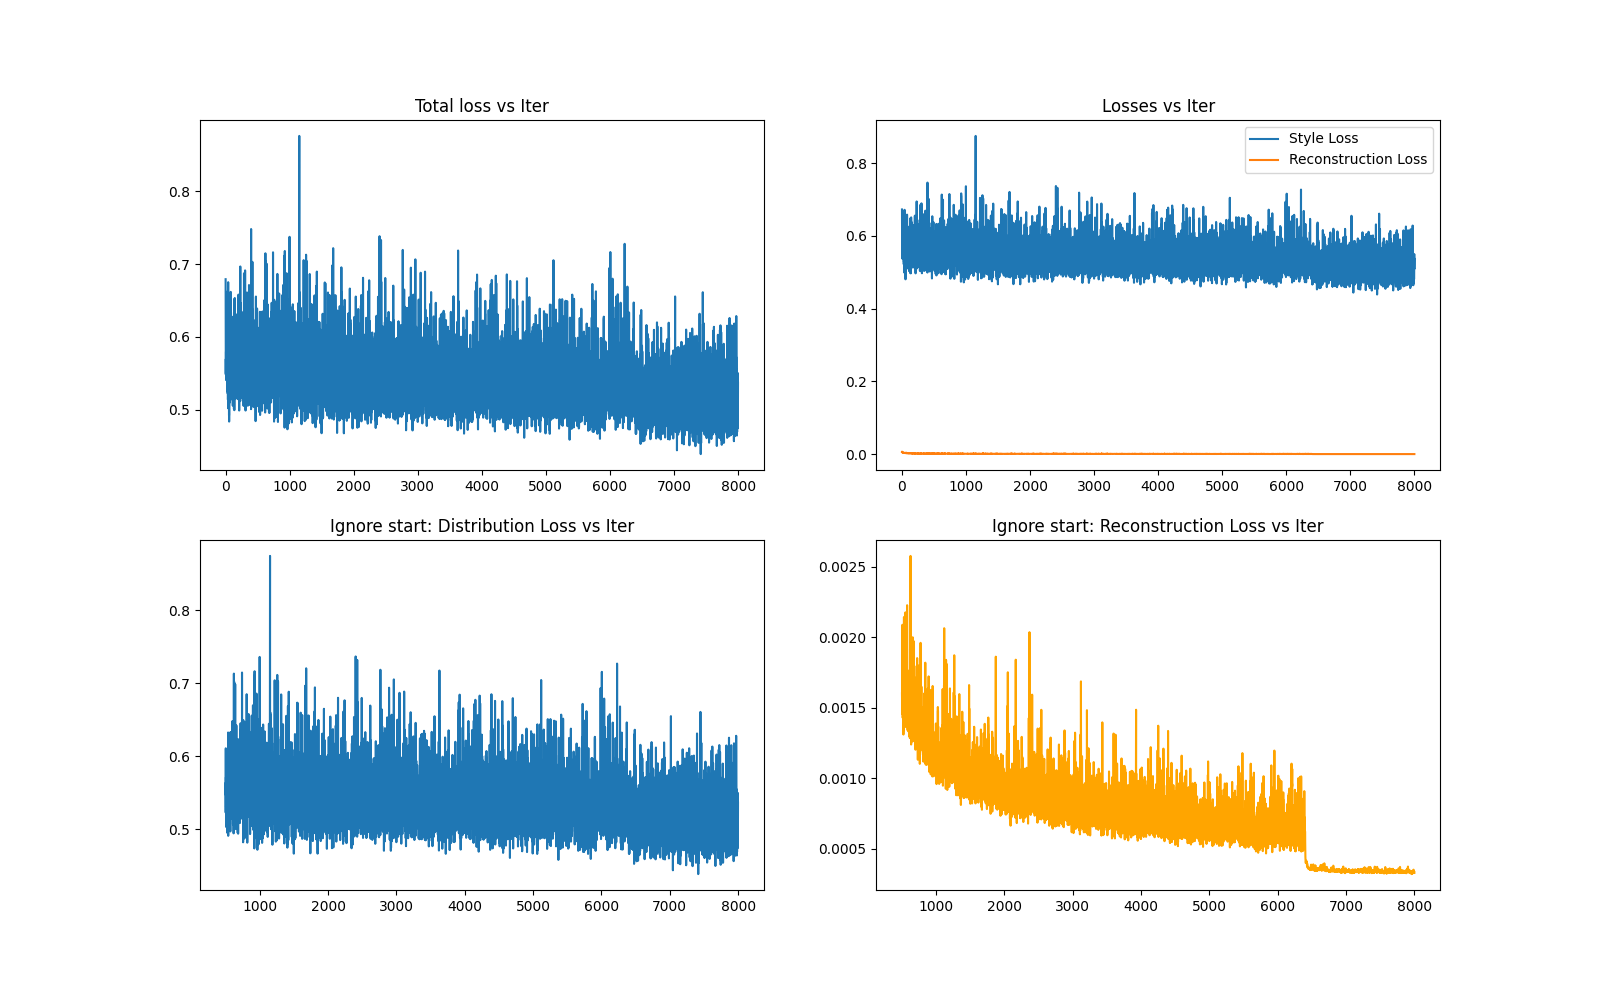 Total loss vs Iter
0.8
0.7
0.6
0.5
0 1000 2000 3000 4000 5000 6000 7000 8000
Losses vs Iter
Style Loss
Reconstruction Loss
0.8
0.6
0.4
0.2
0.0
0 1000 2000 3000 4000 5000 6000 7000 8000
Ignore start: Distribution Loss vs Iter
0.8
0.7
0.6
0.5
1000 2000 3000 4000 5000 6000 7000 8000
Ignore start: Reconstruction Loss vs Iter
0.0025
0.0020
0.0015
0.0010
0.0005
1000 2000 3000 4000 5000 6000 7000 8000